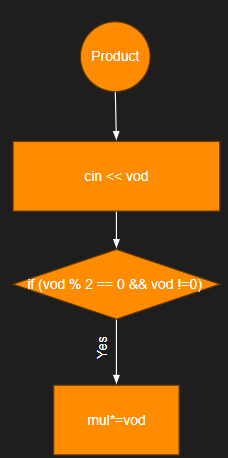 Product
cin << vod
if (vod % 2 == 0 && vod !=0)
Yes
mul*=vod